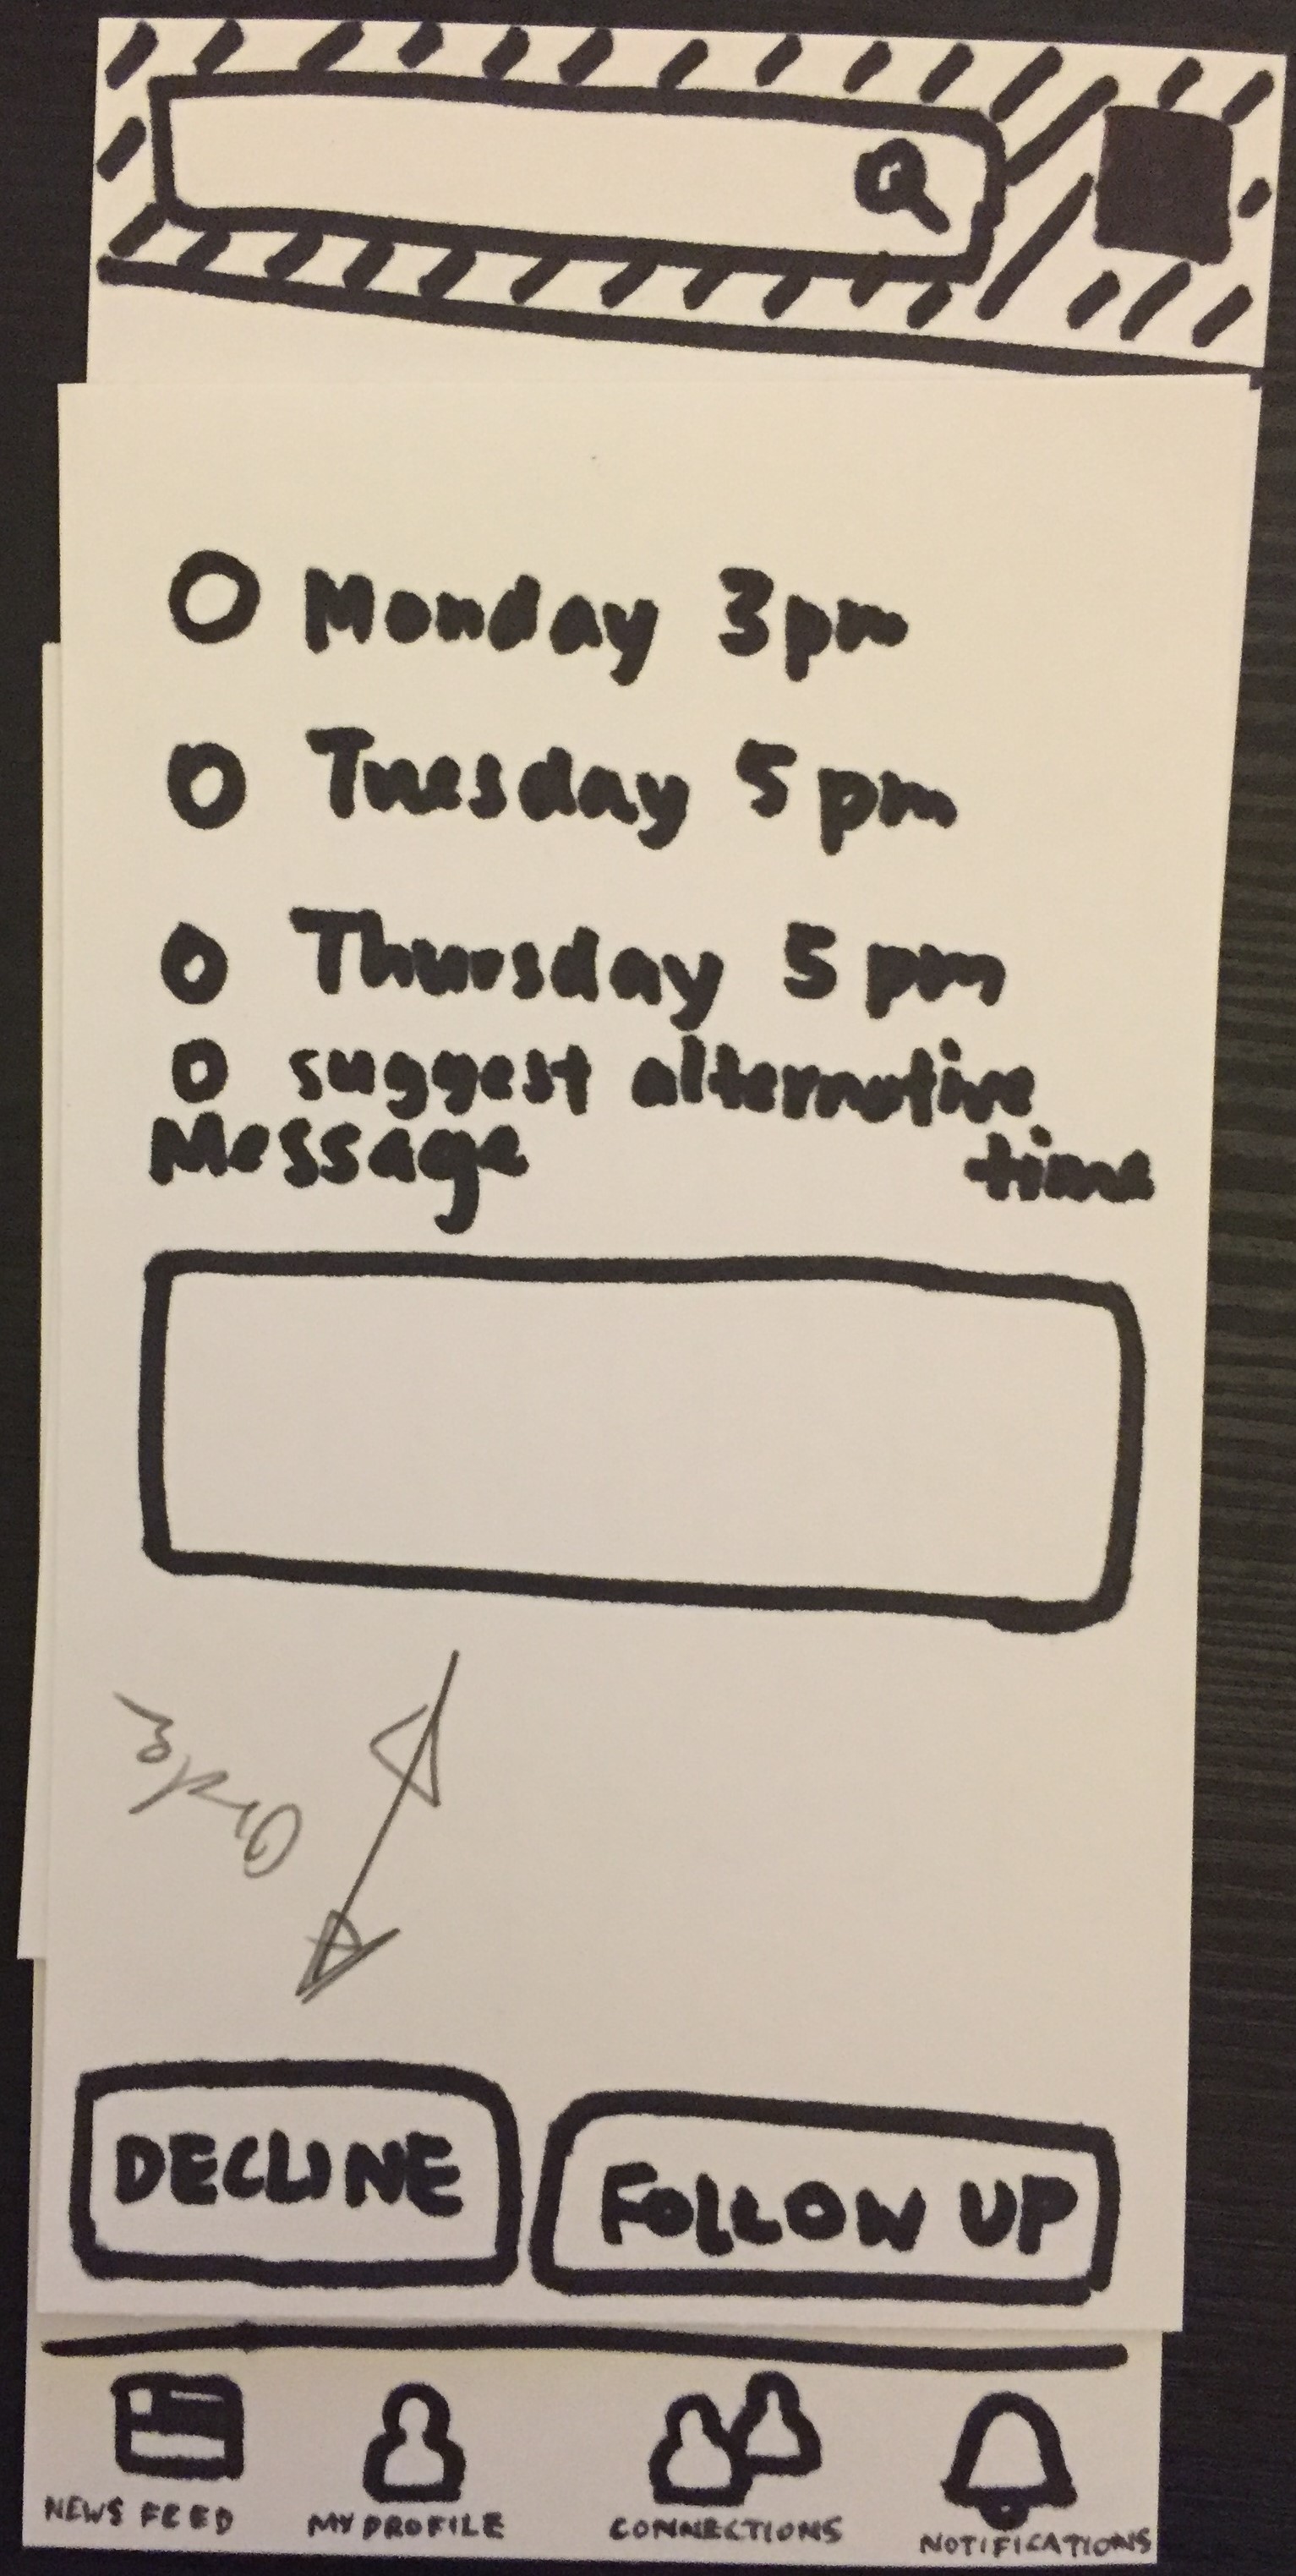 Monday 3pm
Tuesday 5pm
Thursday 5pm
suggest alternative
time
Message
DECLINE
FOLLOW UP
NEWS FEED
MY PROFILE
CONNECTIONS
NOTIFICATIONS